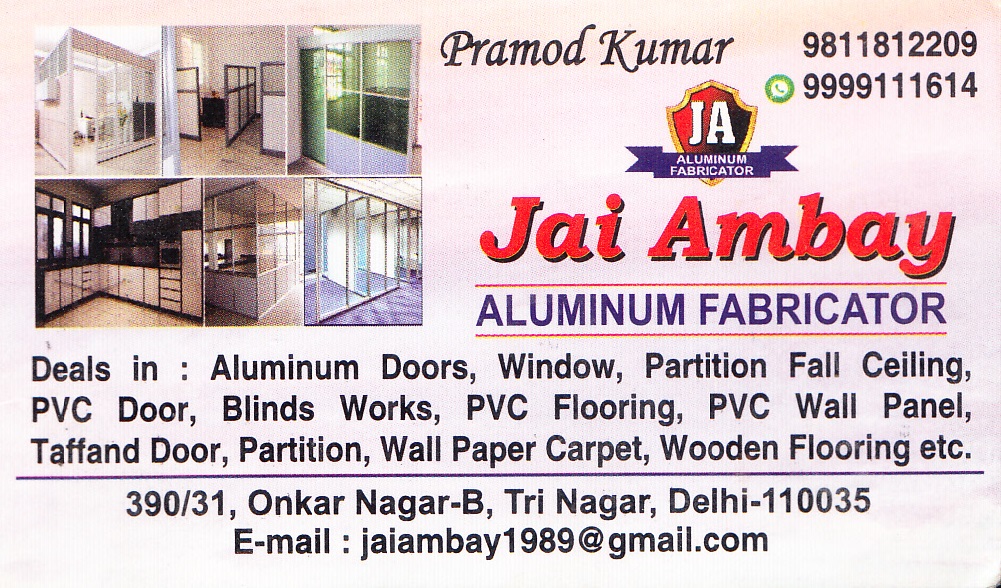 Pramod Kumar
9811812209
9999111614
JA
ALUMINUM
FABRICATOR
Jai Ambay
ALUMINUM FABRICATOR
Deals in : Aluminum Doors, Window, Partition Fall Ceiling,
PVC Door, Blinds Works, PVC Flooring, PVC Wall Panel,
Taffand Door, Partition, Wall Paper Carpet, Wooden Flooring etc.
390/31, Onkar Nagar-B, Tri Nagar, Delhi-110035
E-mail : jaiambay1989@gmail.com